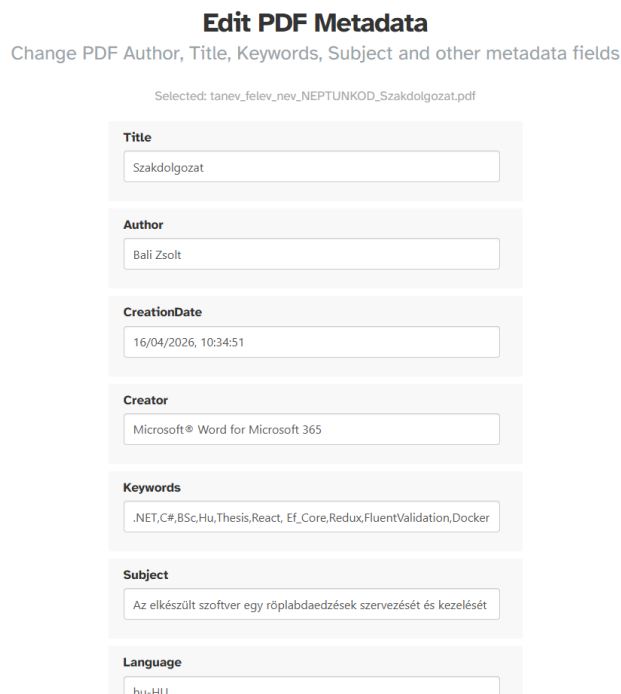 Edit PDF Metadata
Change PDF Author, Title, Keywords, Subject and other metadata fields
Selected: tanev_felev_nev_NEPTUNKOD_Szakdolgozat.pdf
Title
Szakdolgozat
Author
Bali Zsolt
CreationDate
16/04/2026, 10:34:51
Creator
Microsoft® Word for Microsoft 365
Keywords
.NET,C#,BSc,Hu,Thesis,React, Ef_Core,Redux,FluentValidation,Docker
Subject
Az elkészült szoftver egy röplabdaedzések szervezését és kezelését
Language
hu-HU